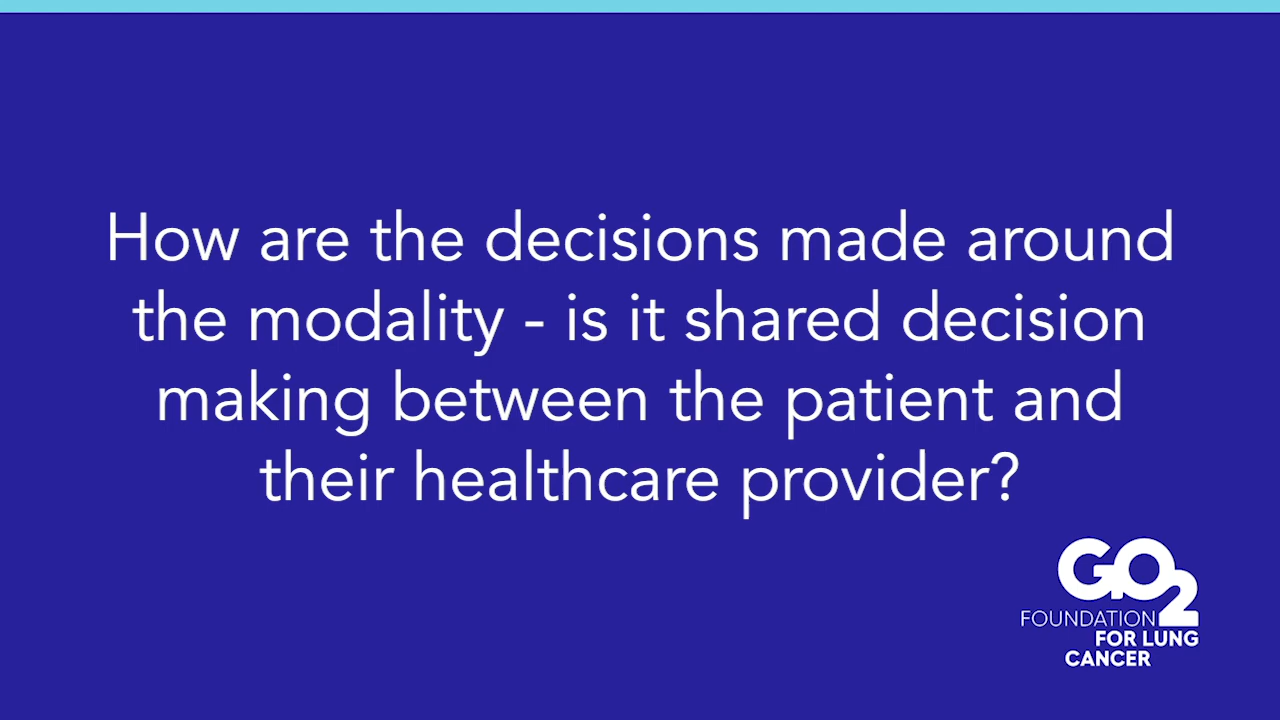 How are the decisions made around
the modality - is it shared decision
making between the patient and
their healthcare provider?
GO2
FOUNDATION
FOR LUNG
CANCER